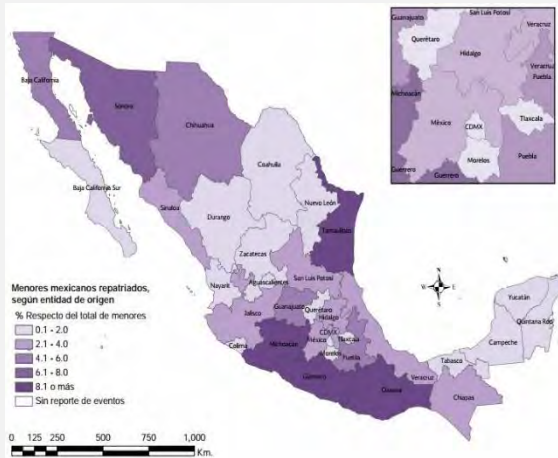 Baja California
Sonora
Chihuahua
Coahuila
Baja California Sur
Sinaloa
Durango
Nuevo León
Tamaulipas
Zacatecas
Nayarit
Aguascalientes
San Luis Potosí
Jalisco
Guanajuato
Querétaro
Hidalgo
Colima
Michoacán
México
CDMX
Tlaxcala
Morelos
Puebla
Guerrero
Oaxaca
Veracruz
Tabasco
Chiapas
Campeche
Yucatán
Quintana Roo
N
W
E
S
Guanajuato
San Luis Potosí
Veracruz
Querétaro
Hidalgo
Veracruz
Puebla
Michoacán
México
CDMX
Tlaxcala
Morelos
Puebla
Guerrero
Guerrero
Menores mexicanos repatriados,
según entidad de origen
% Respecto del total de menores
0.1 - 2.0
2.1 - 4.0
4.1 - 6.0
6.1 - 8.0
8.1 o más
Sin reporte de eventos
0 125 250 500 750 1,000
Km.